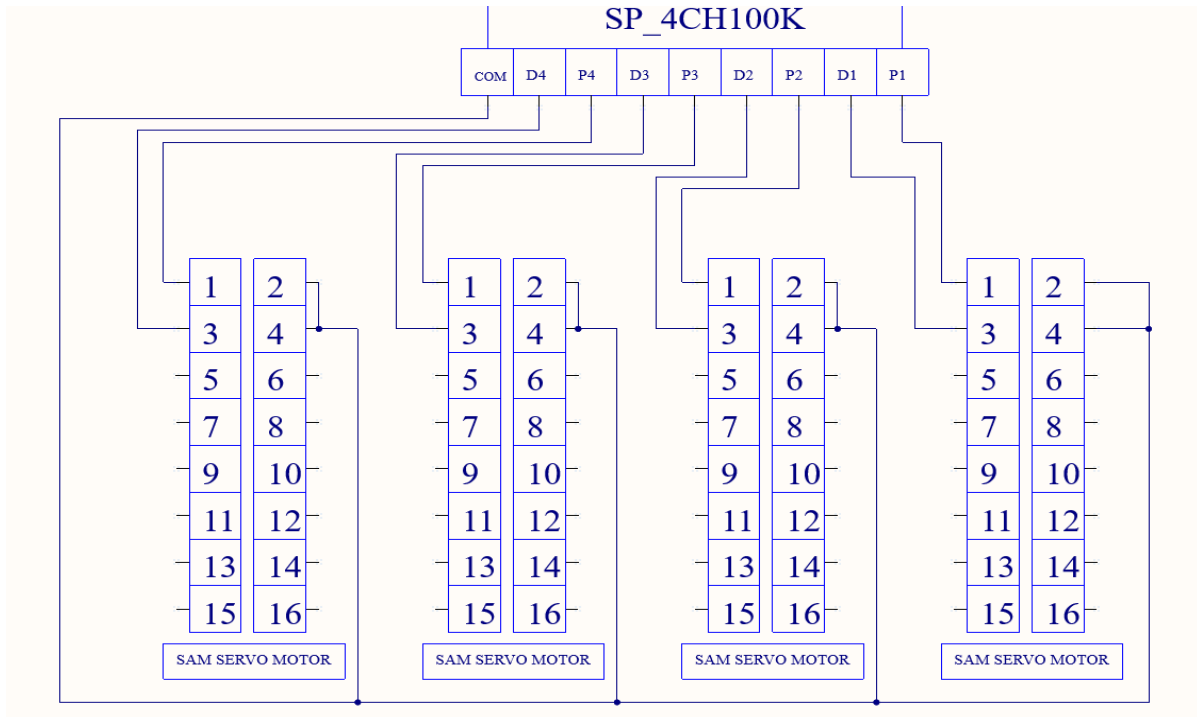 SP_4CH100K
COM D4 P4 D3 P3 D2 P2 D1 P1
1 2 1 2 1 2 1 2
3 4 3 4 3 4 3 4
5 6 5 6 5 6 5 6
7 8 7 8 7 8 7 8
9 10 9 10 9 10 9 10
11 12 11 12 11 12 11 12
13 14 13 14 13 14 13 14
15 16 15 16 15 16 15 16
SAM SERVO MOTOR SAM SERVO MOTOR SAM SERVO MOTOR SAM SERVO MOTOR